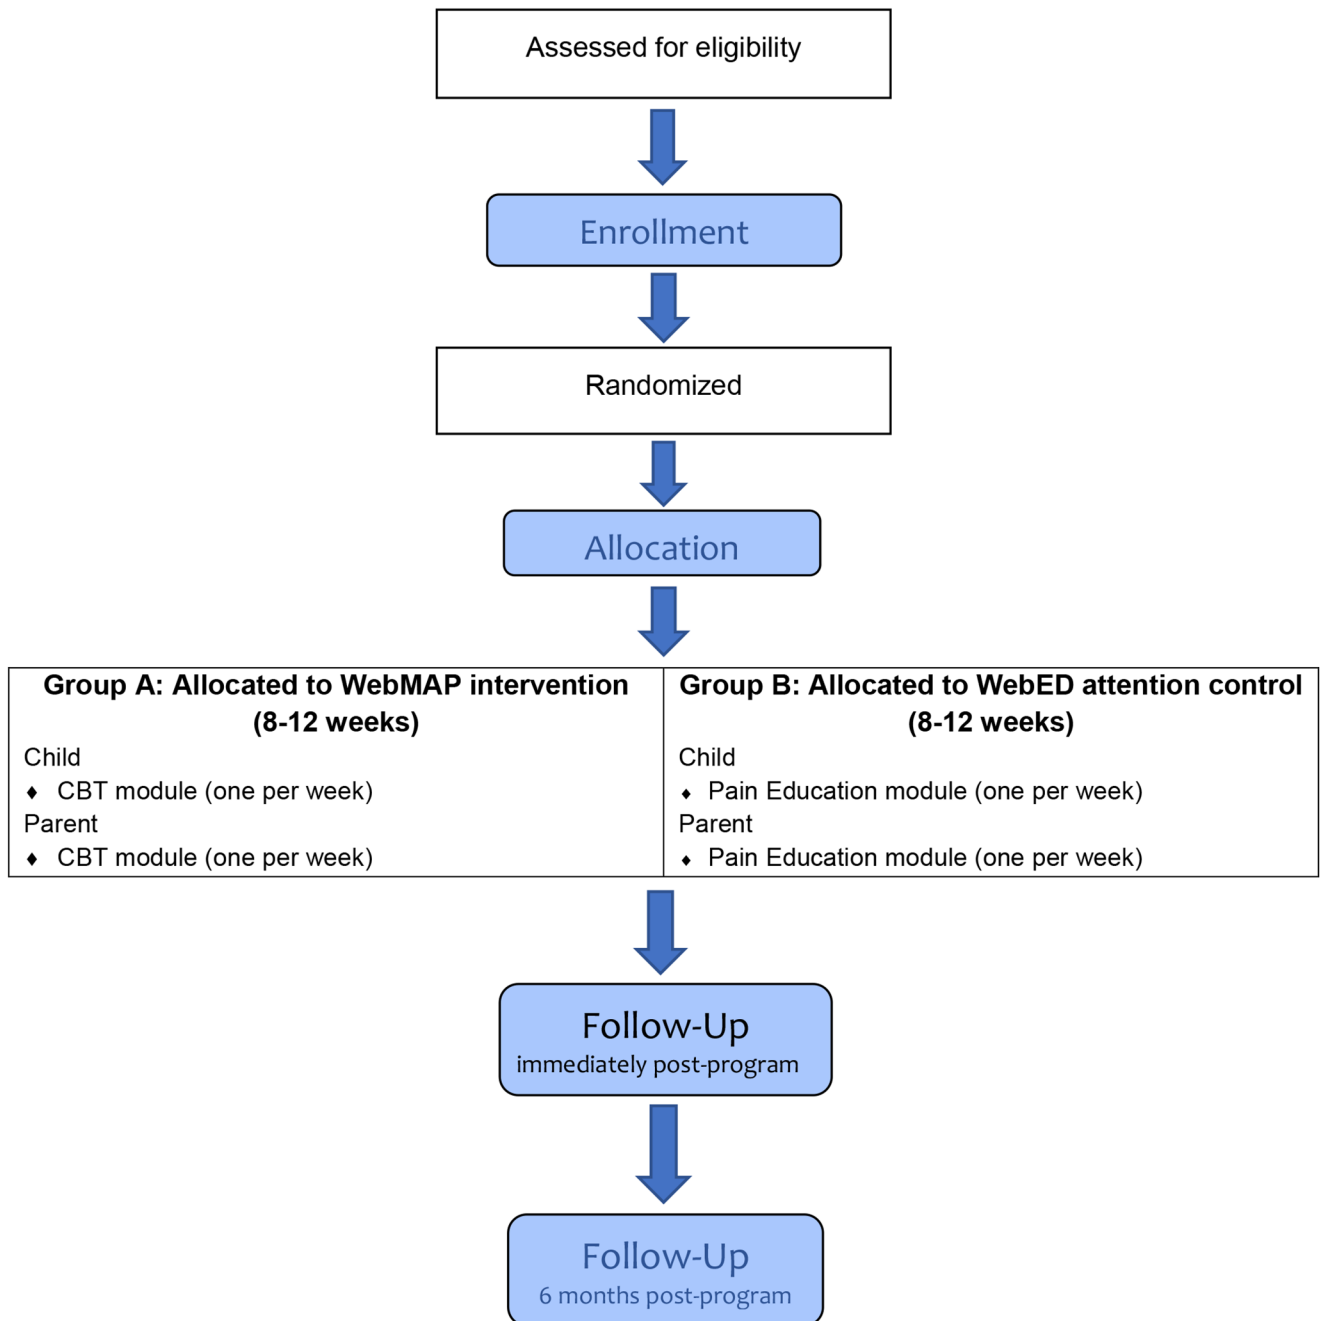 Assessed for eligibility
Enrollment
Randomized
Allocation
Group A: Allocated to WebMAP intervention
(8-12 weeks)
Child
♦ CBT module (one per week)
Parent
♦ CBT module (one per week)
Group B: Allocated to WebED attention control
(8-12 weeks)
Child
♦ Pain Education module (one per week)
Parent
♦ Pain Education module (one per week)
Follow-Up
immediately post-program
Follow-Up
6 months post-program